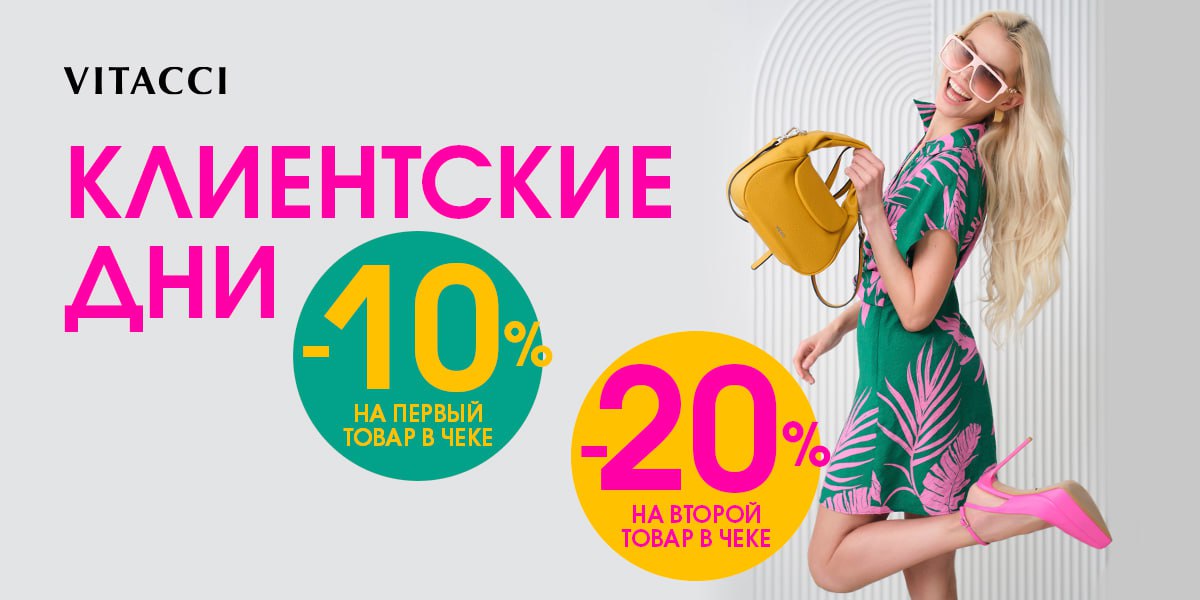 VITACCI
КЛИЕНТСКИЕ
ДНИ
-10%
НА ПЕРВЫЙ
ТОВАР В ЧЕКЕ
-20%
НА ВТОРОЙ
ТОВАР В ЧЕКЕ